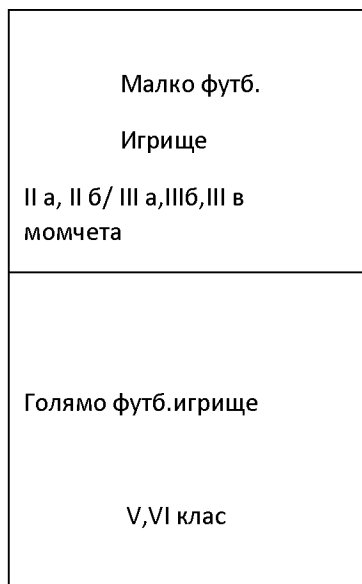 Малко футб.
Игрище
II а, II б/ III а,IIIб,III в
момчета
Голямо футб.игрище
V,VI клас